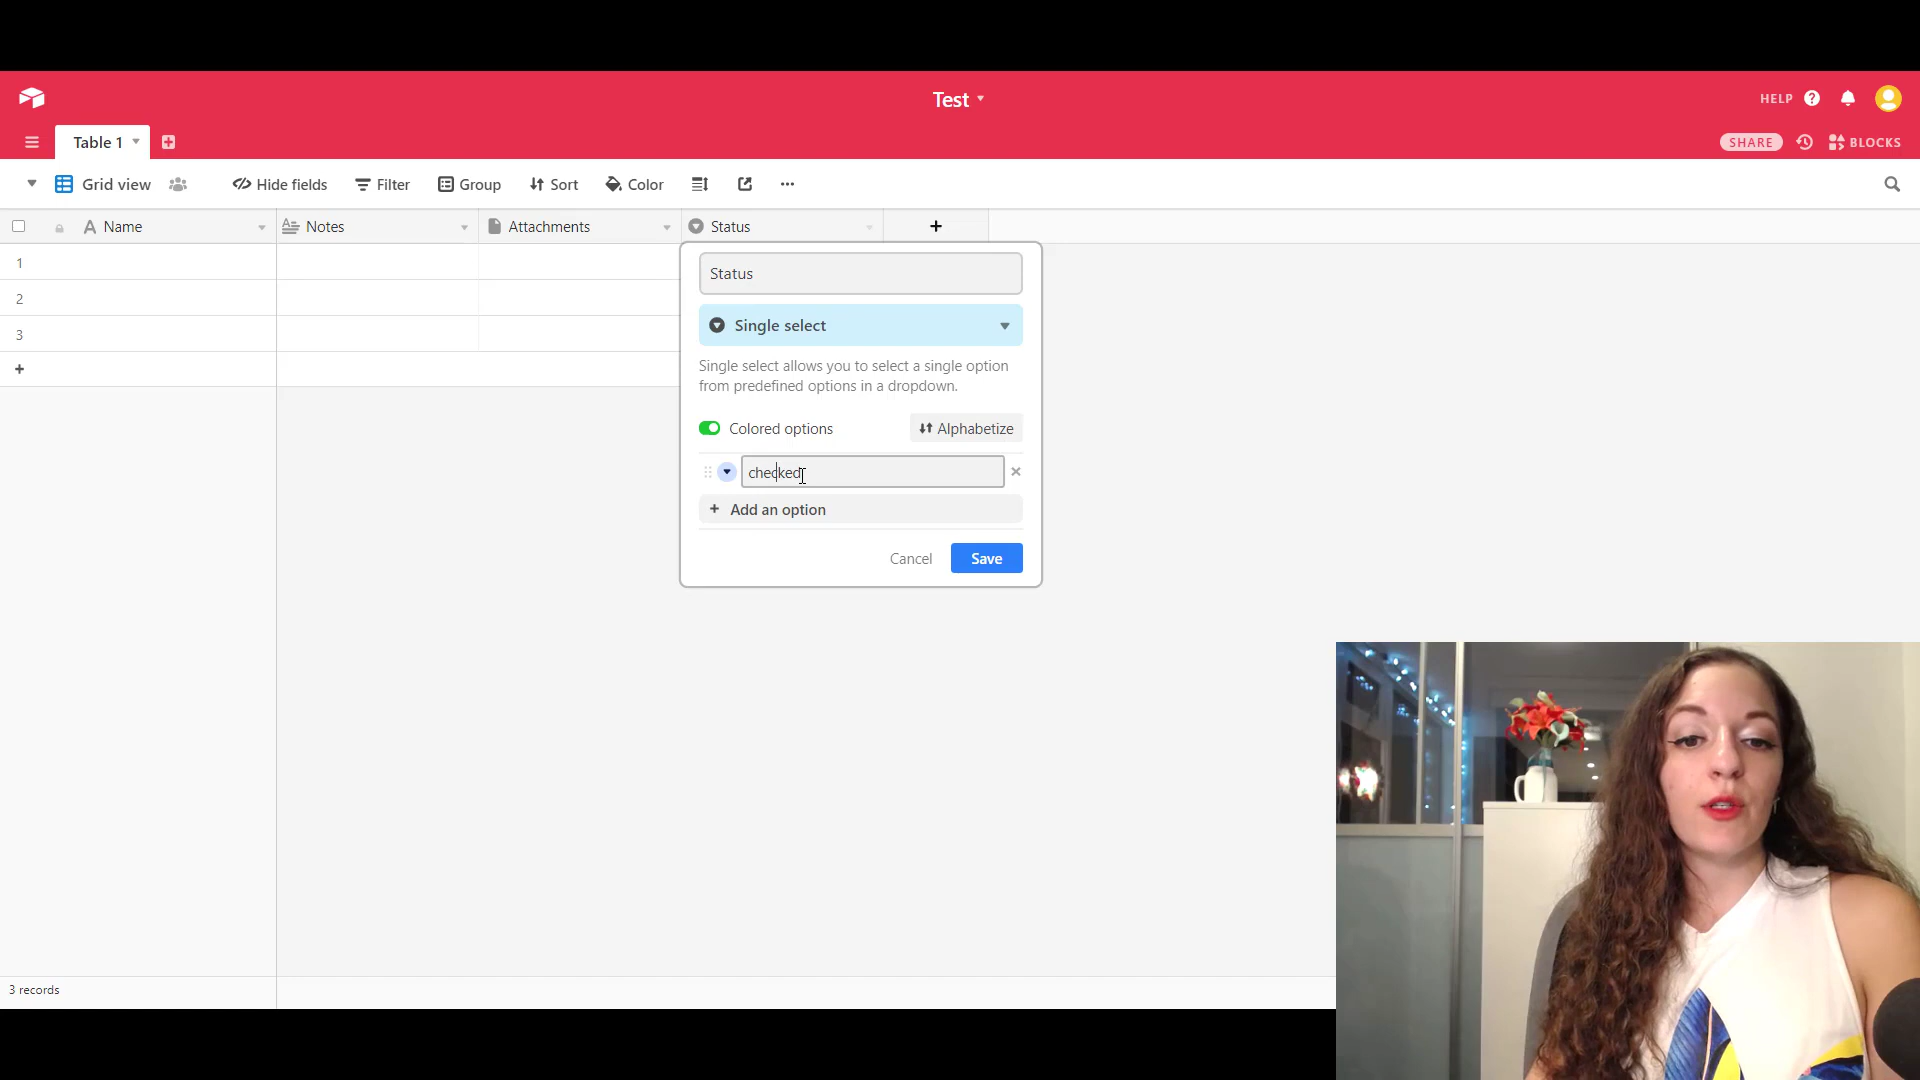 Test
HELP
Table 1
SHARE
BLOCKS
Grid view
Hide fields
Filter
Group
Sort
Color
Name
Notes
Attachments
Status
1
2
3
Status
Single select
Single select allows you to select a single option
from predefined options in a dropdown.
Colored options
Alphabetize
checked
Add an option
Cancel
Save
3 records